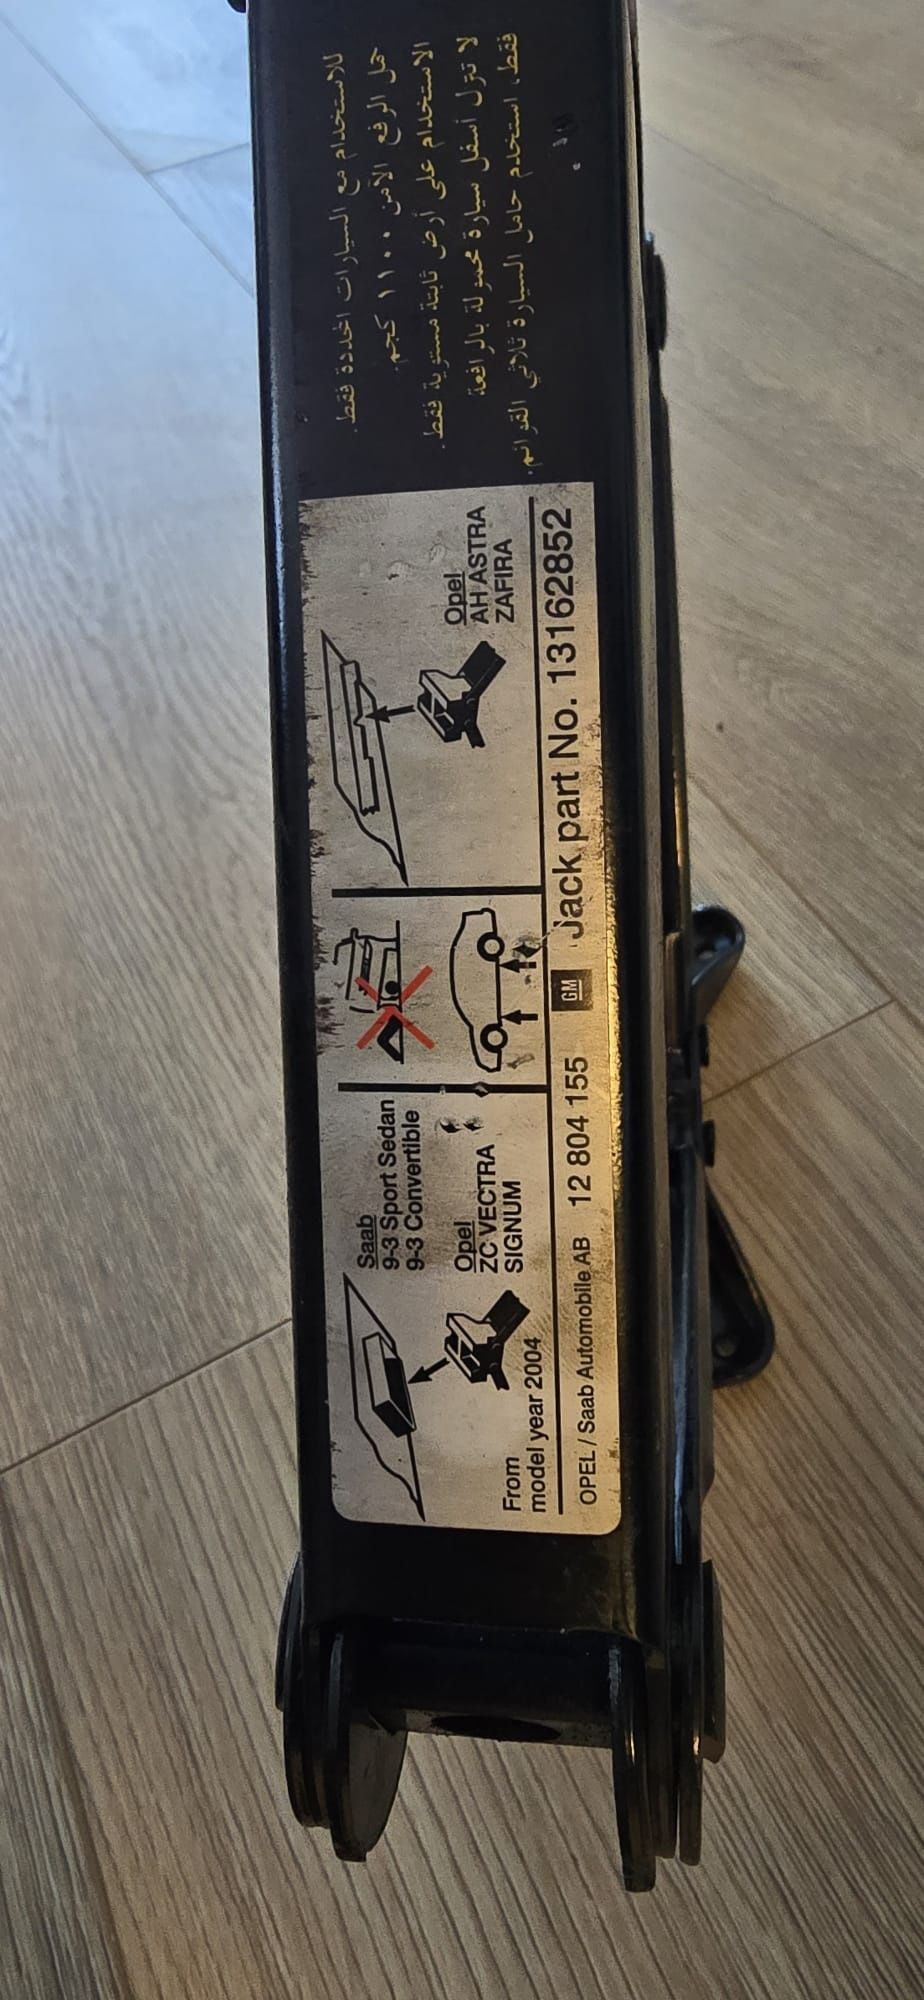 للاستخدام مع السيارات المحددة فقط.
حمل الرفع الآمن ١١٠٠ كجم.
الاستخدام على أرض ثابتة مستوية فقط.
لا تنزل أسفل سيارة محمولة بالرافعة
فقط، استخدم حامل السيارة ثلاثي القوائم.
Saab
9-3 Sport Sedan
9-3 Convertible
Opel
ZC VECTRA
SIGNUM
From
model year 2004
Opel
AH ASTRA
ZAFIRA
OPEL / Saab Automobile AB 12 804 155 GM Jack part No. 13162852